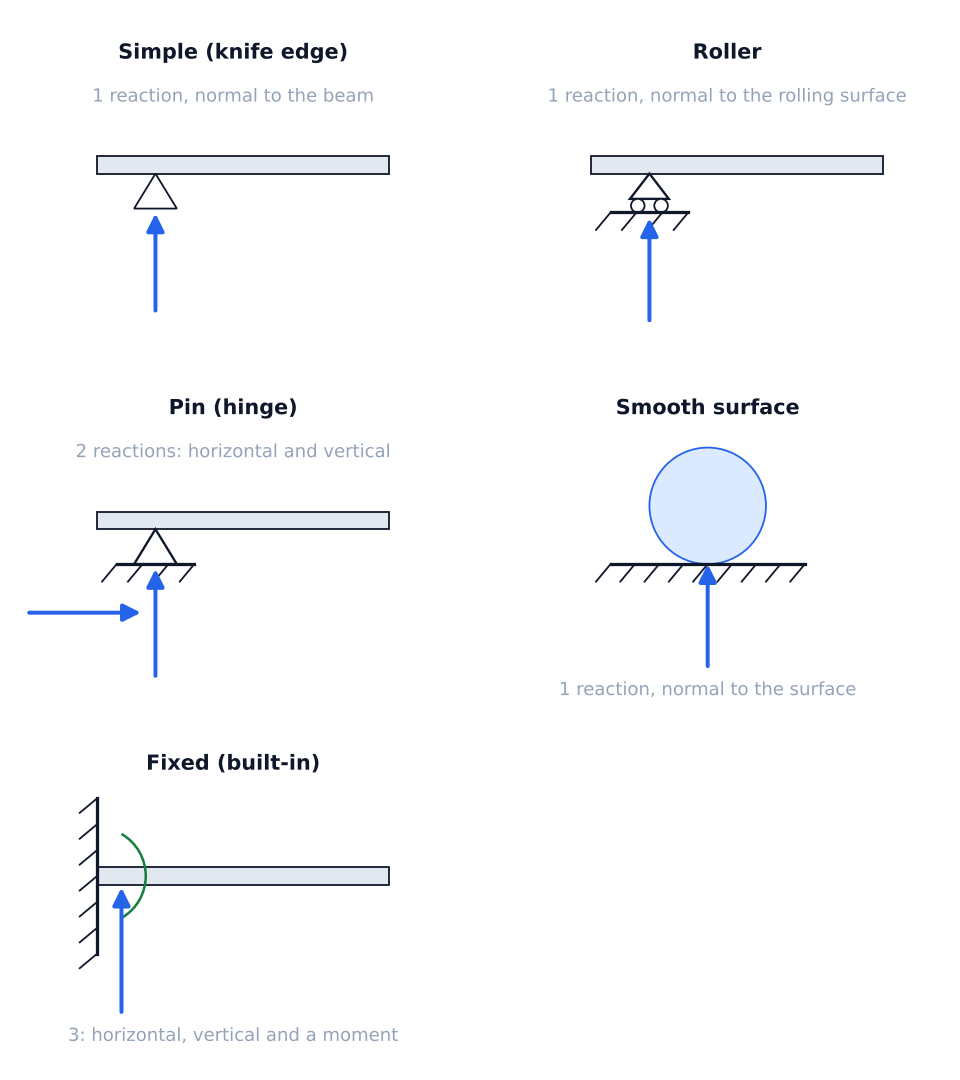 Simple (knife edge)
1 reaction, normal to the beam
Roller
1 reaction, normal to the rolling surface
Pin (hinge)
2 reactions: horizontal and vertical
Smooth surface
1 reaction, normal to the surface
Fixed (built-in)
3: horizontal, vertical and a moment